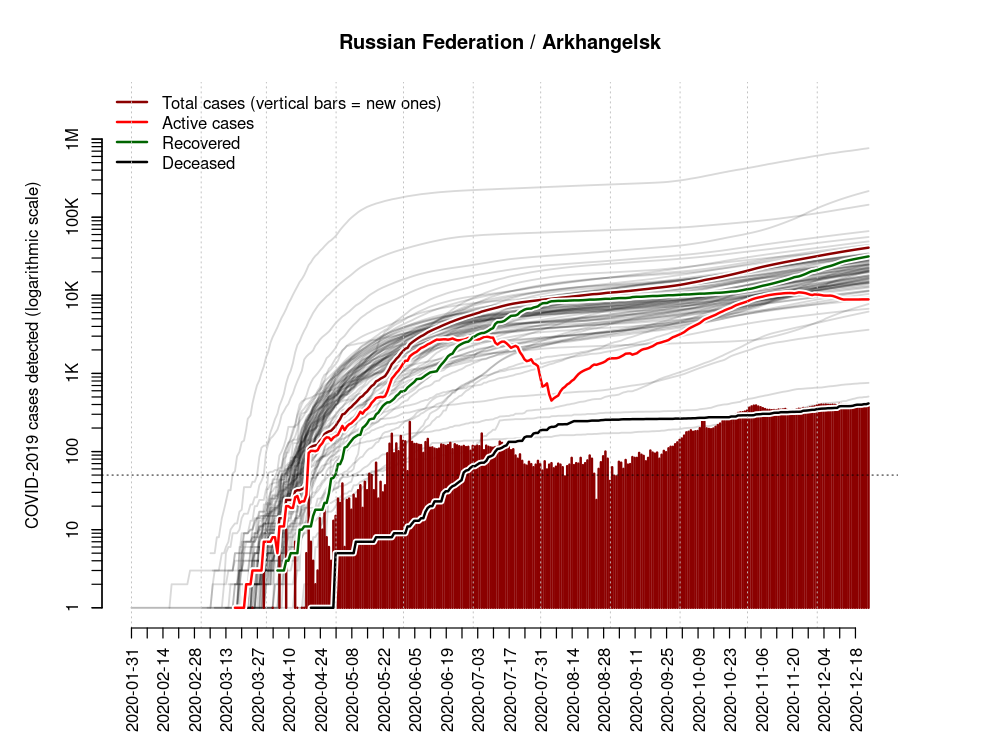 Russian Federation / Arkhangelsk
Total cases (vertical bars = new ones)
Active cases
Recovered
Deceased
COVID-2019 cases detected (logarithmic scale)
1M
100K
10K
1K
100
10
1
2020-01-31
2020-02-14
2020-02-28
2020-03-13
2020-03-27
2020-04-10
2020-04-24
2020-05-08
2020-05-22
2020-06-05
2020-06-19
2020-07-03
2020-07-17
2020-07-31
2020-08-14
2020-08-28
2020-09-11
2020-09-25
2020-10-09
2020-10-23
2020-11-06
2020-11-20
2020-12-04
2020-12-18